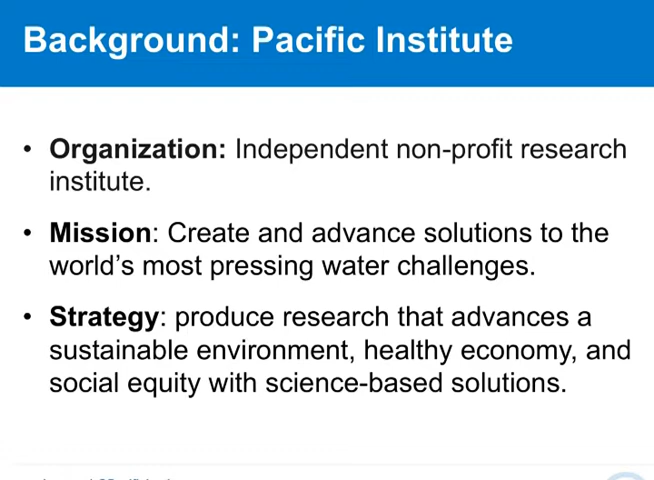 Background: Pacific Institute
• Organization: Independent non-profit research
institute.
• Mission: Create and advance solutions to the
world’s most pressing water challenges.
• Strategy: produce research that advances a
sustainable environment, healthy economy, and
social equity with science-based solutions.